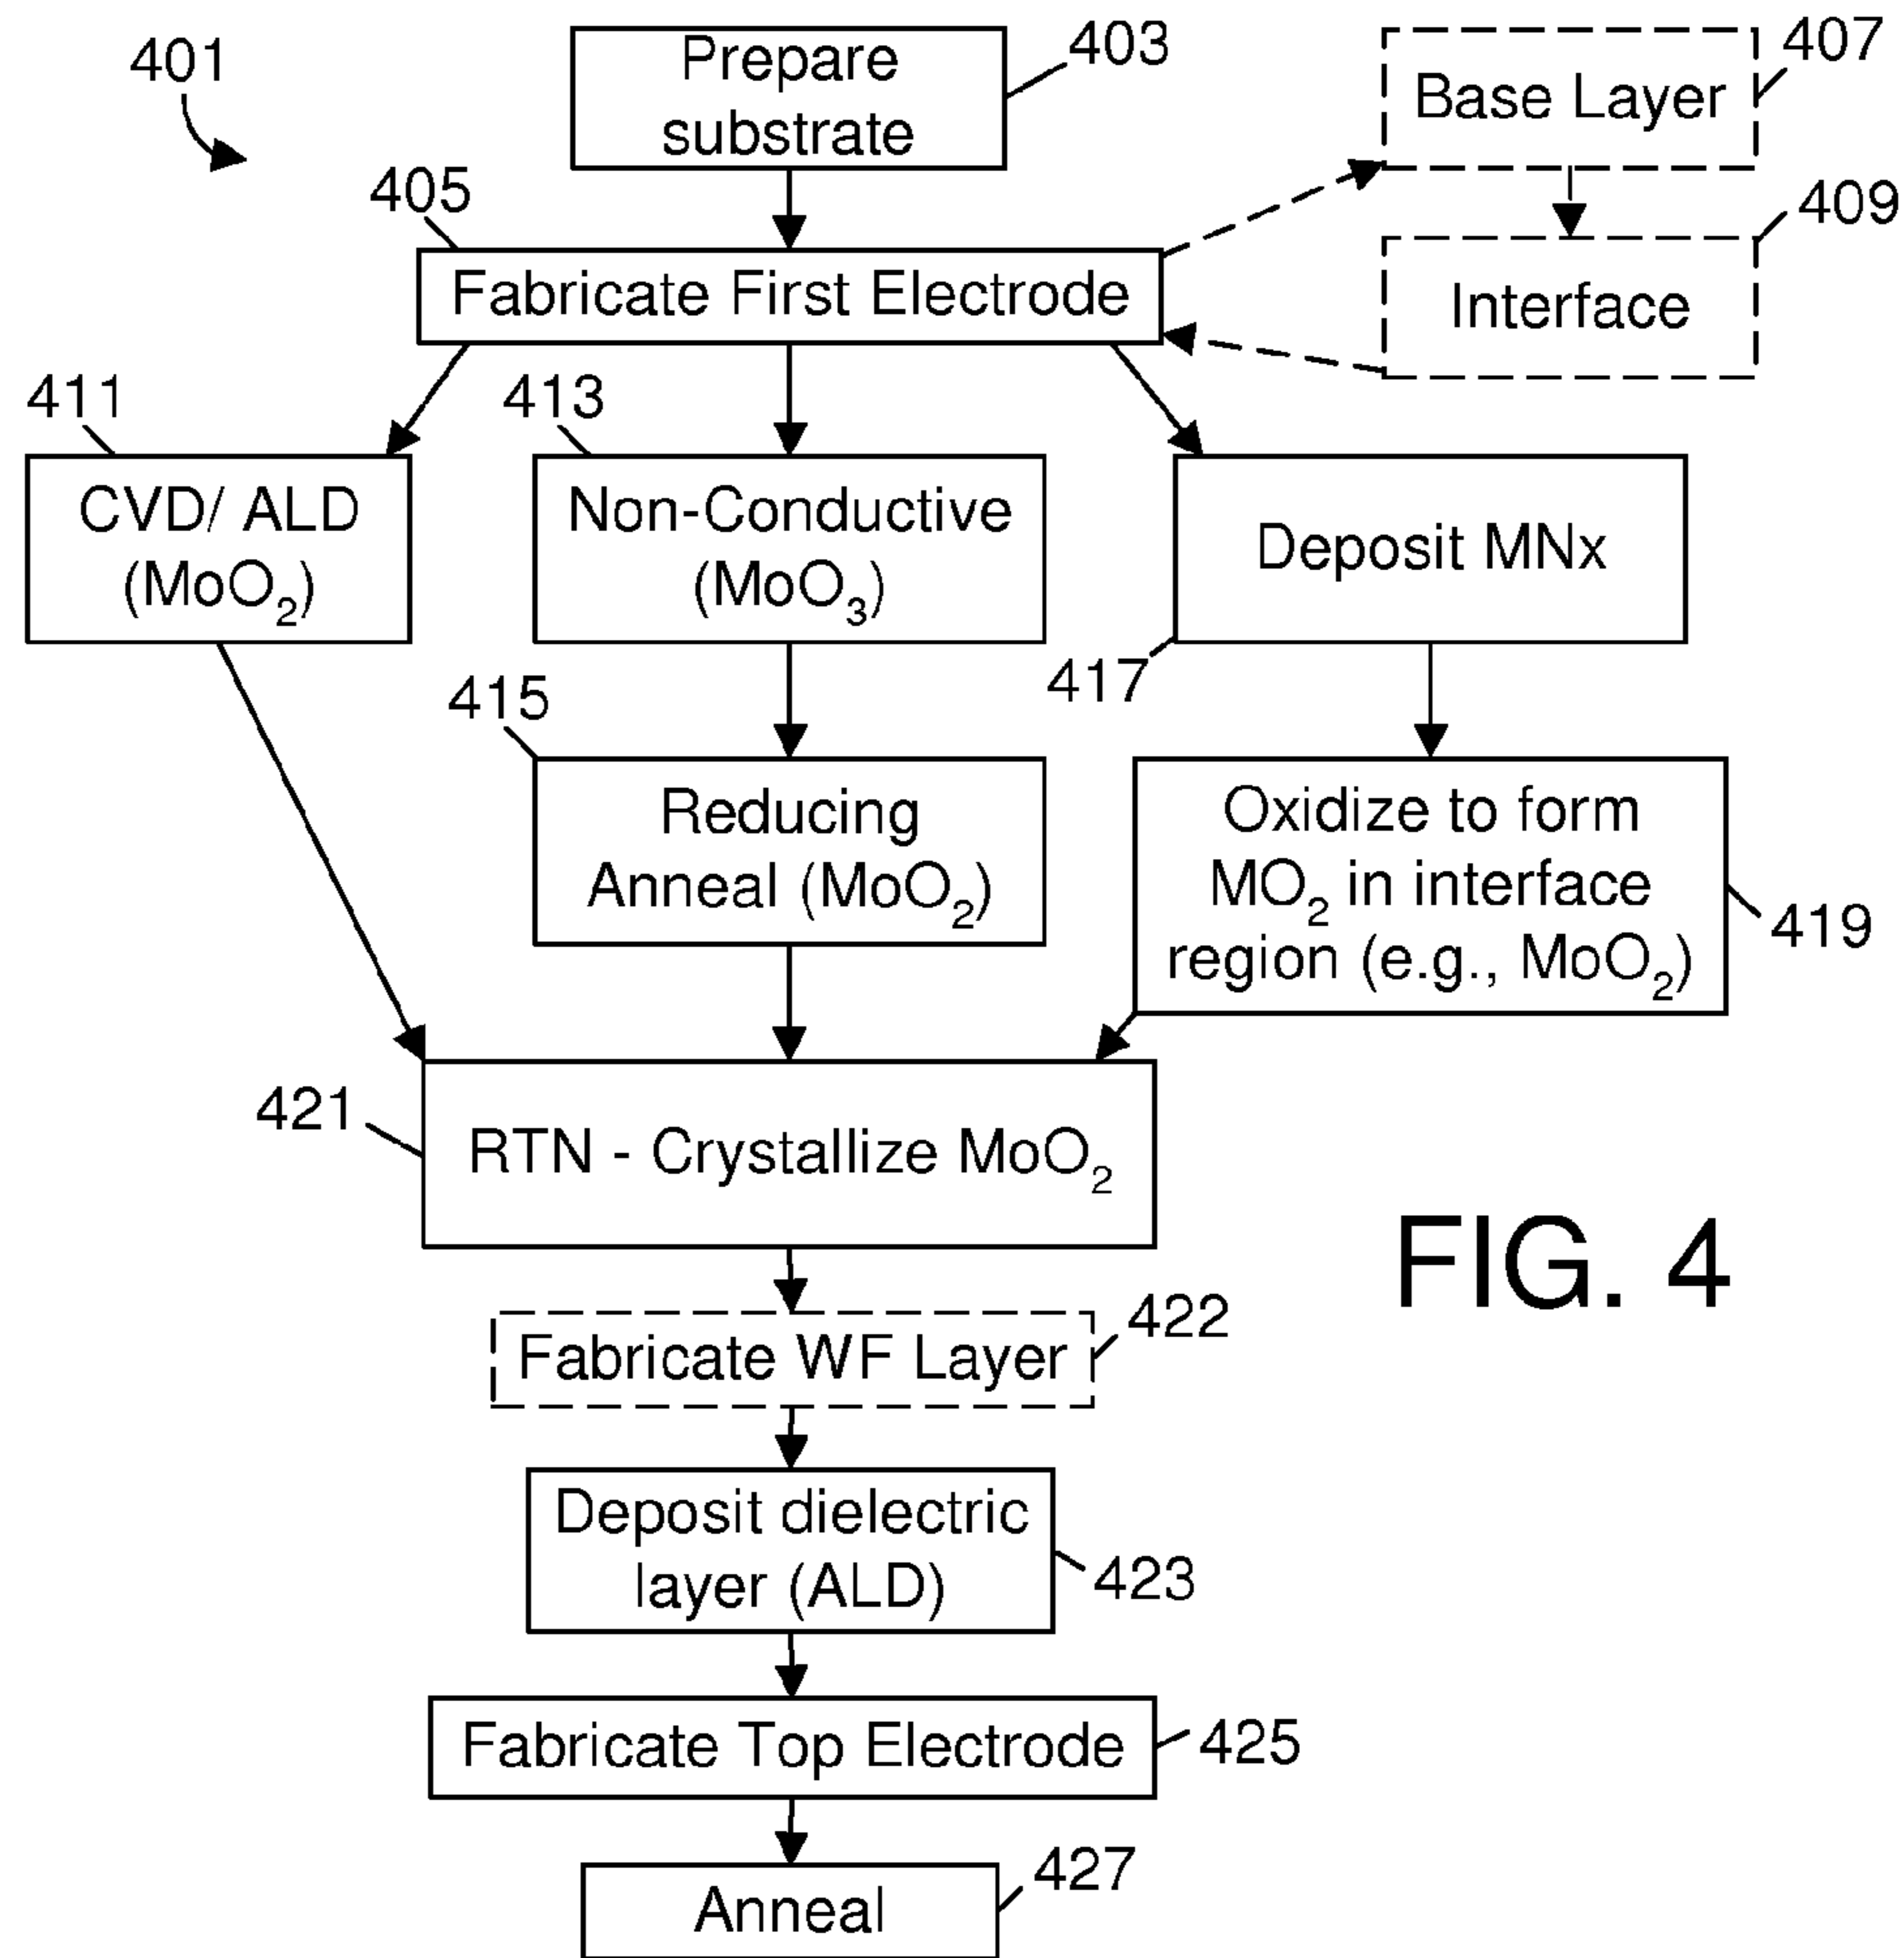 401
Prepare
substrate
403
Base Layer
407
405
Fabricate First Electrode
Interface
409
411
CVD/ ALD
(MoO₂)
413
Non-Conductive
(MoO₃)
Deposit MNx
417
415
Reducing
Anneal (MoO₂)
Oxidize to form
MO₂ in interface
region (e.g., MoO₂)
419
421
RTN - Crystallize MoO₂
FIG. 4
Fabricate WF Layer
422
Deposit dielectric
layer (ALD)
423
Fabricate Top Electrode
425
Anneal
427